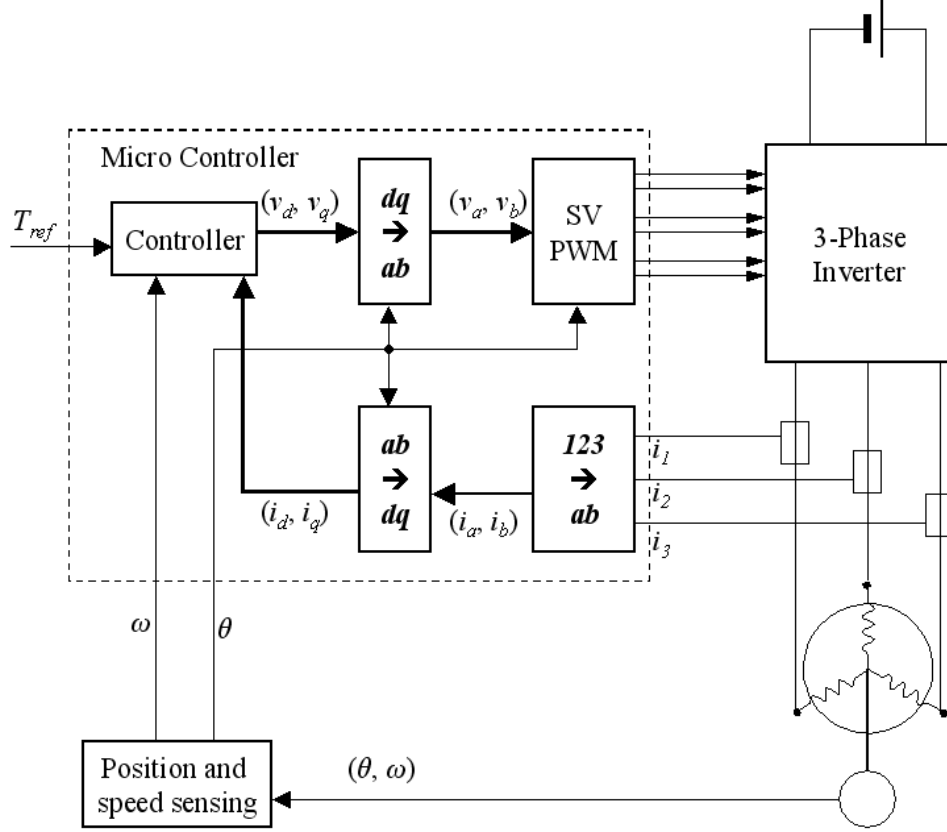 Micro Controller
T_ref
Controller
(v_d, v_q)
dq
➔
ab
(v_a, v_b)
SV
PWM
3-Phase
Inverter
ab
➔
dq
123
➔
ab
(i_d, i_q)
(i_a, i_b)
i_1
i_2
i_3
ω
θ
Position and
speed sensing
(θ, ω)